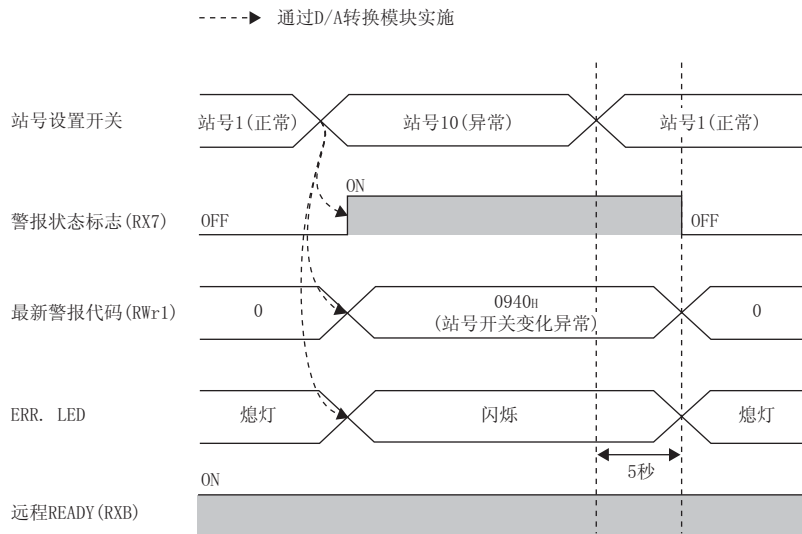 通过D/A转换模块实施
站号设置开关
站号1(正常)
站号10(异常)
站号1(正常)
警报状态标志(RX7)
OFF
ON
OFF
最新警报代码(RWr1)
0
0940H
(站号开关变化异常)
0
ERR. LED
熄灯
闪烁
熄灯
5秒
ON
远程READY(RXB)